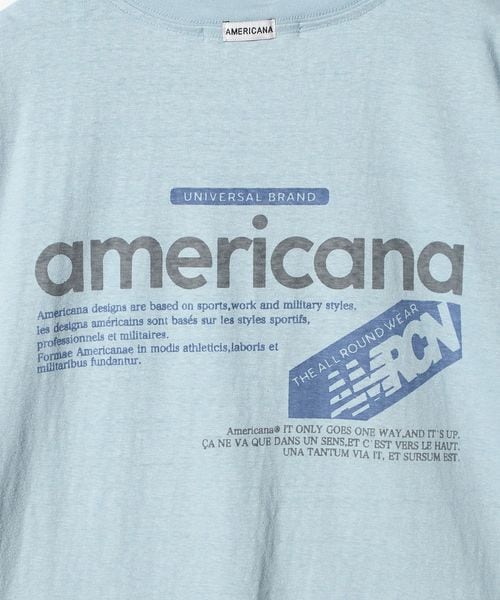 AMERICANA
UNIVERSAL BRAND
americana
Americana designs are based on sports,work and military styles.
les designs américains sont basés sur les styles sportifs,
professionnels et militaires.
Formae Americanae in modis athleticis,laboris et
militaribus fundantur.
THE ALL ROUND WEAR
MRCN
Americana® IT ONLY GOES ONE WAY,AND IT'S UP.
ÇA NE VA QUE DANS UN SENS,ET C'EST VERS LE HAUT.
UNA TANTUM VIA IT, ET SURSUM EST.